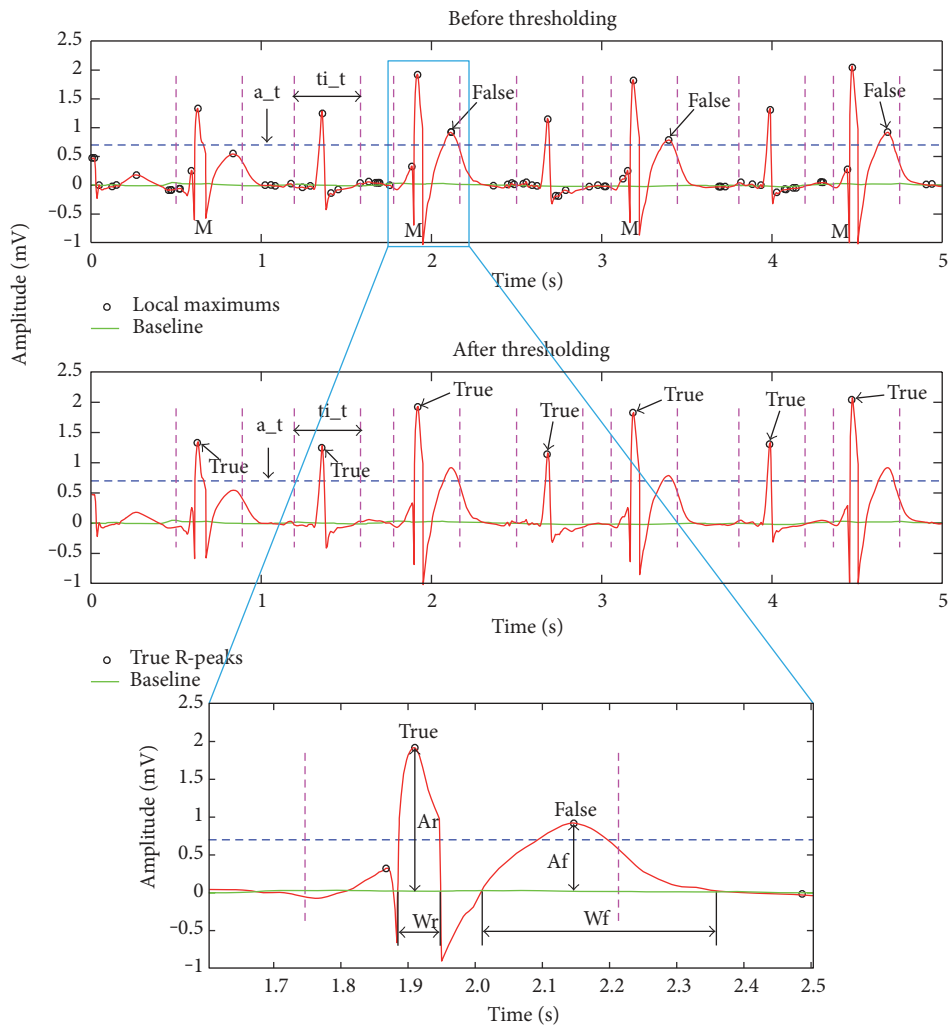 Before thresholding
2.5
2
1.5
1
0.5
0
−0.5
−1
a_t
ti_t
False
False
False
M
M
M
M
0
1
2
3
4
5
Time (s)
Local maximums
Baseline
Amplitude (mV)
After thresholding
2.5
2
1.5
1
0.5
0
−0.5
−1
True
a_t
ti_t
True
True
True
True
True
True
0
1
2
3
4
5
Time (s)
True R-peaks
Baseline
2.5
2
1.5
1
0.5
0
−0.5
−1
Amplitude (mV)
True
False
Ar
Af
Wr
Wf
1.7
1.8
1.9
2.0
2.1
2.2
2.3
2.4
2.5
Time (s)